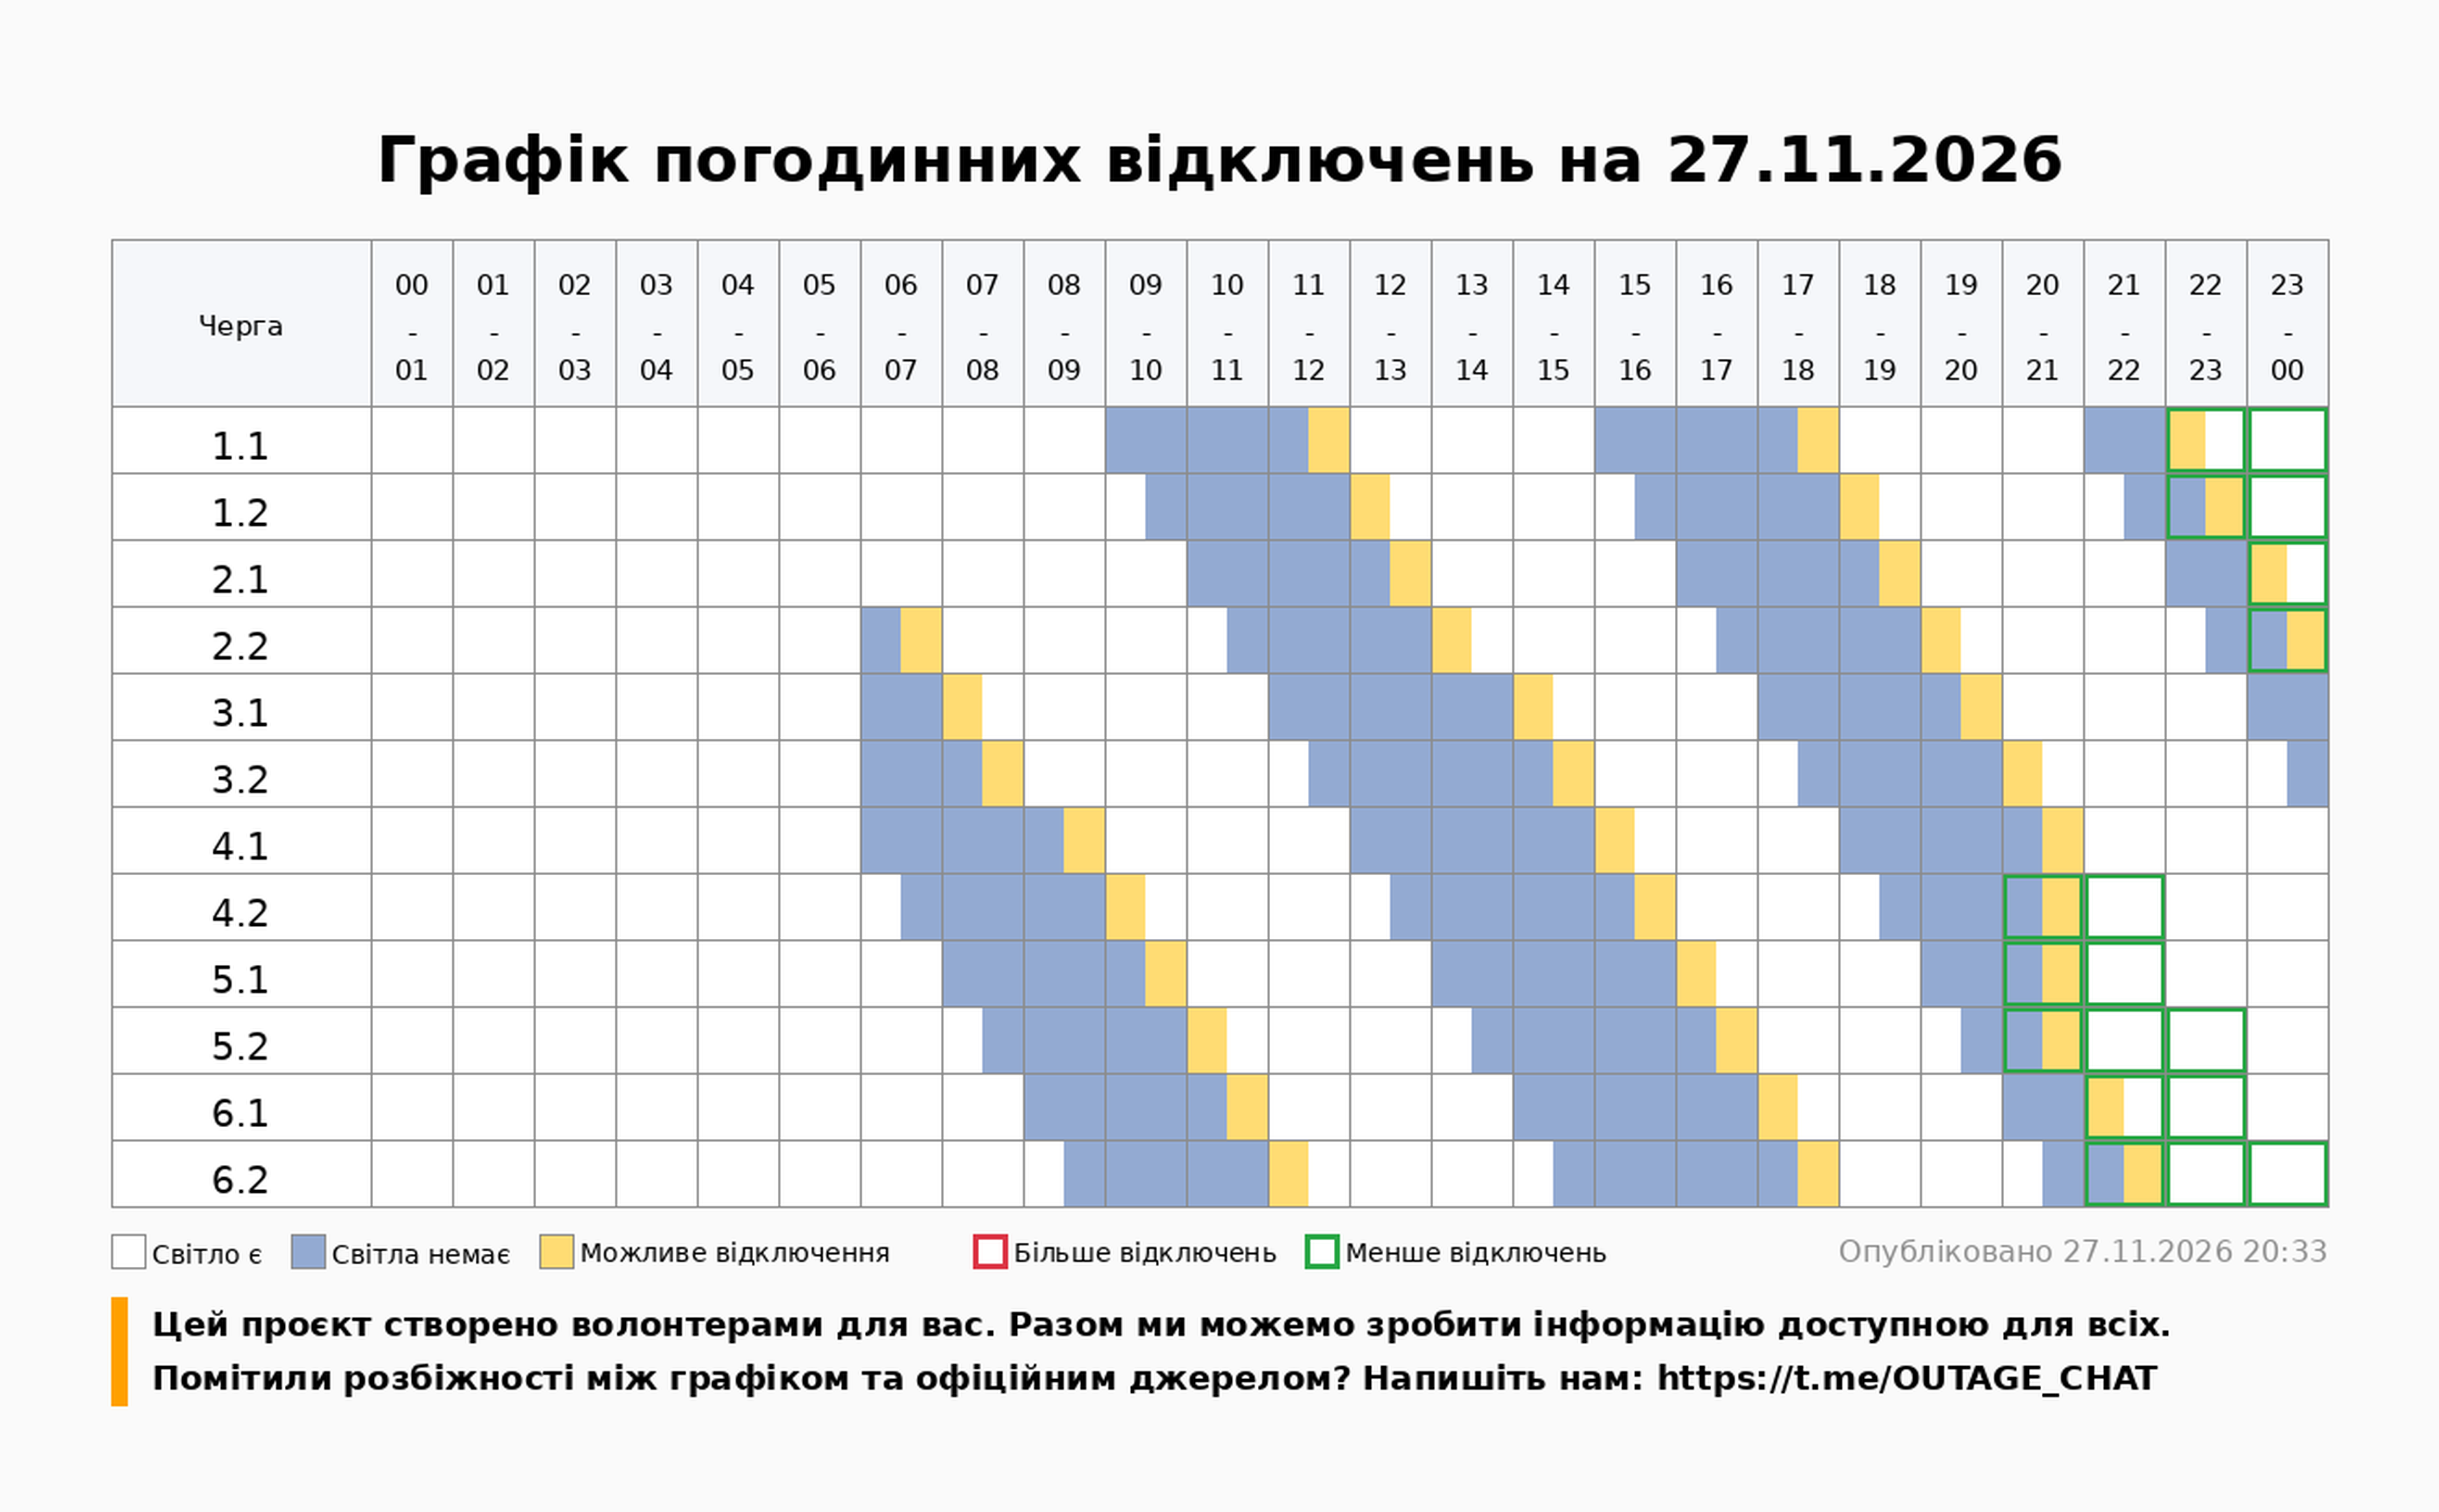 Графік погодинних відключень на 27.11.2026
Черга 00 - 01 01 - 02 02 - 03 03 - 04 04 - 05 05 - 06 06 - 07 07 - 08 08 - 09 09 - 10 10 - 11 11 - 12 12 - 13 13 - 14 14 - 15 15 - 16 16 - 17 17 - 18 18 - 19 19 - 20 20 - 21 21 - 22 22 - 23 23 - 00
1.1
1.2
2.1
2.2
3.1
3.2
4.1
4.2
5.1
5.2
6.1
6.2
Світло є Світла немає Можливе відключення Більше відключень Менше відключень Опубліковано 27.11.2026 20:33
Цей проєкт створено волонтерами для вас. Разом ми можемо зробити інформацію доступною для всіх.
Помітили розбіжності між графіком та офіційним джерелом? Напишіть нам: https://t.me/OUTAGE_CHAT